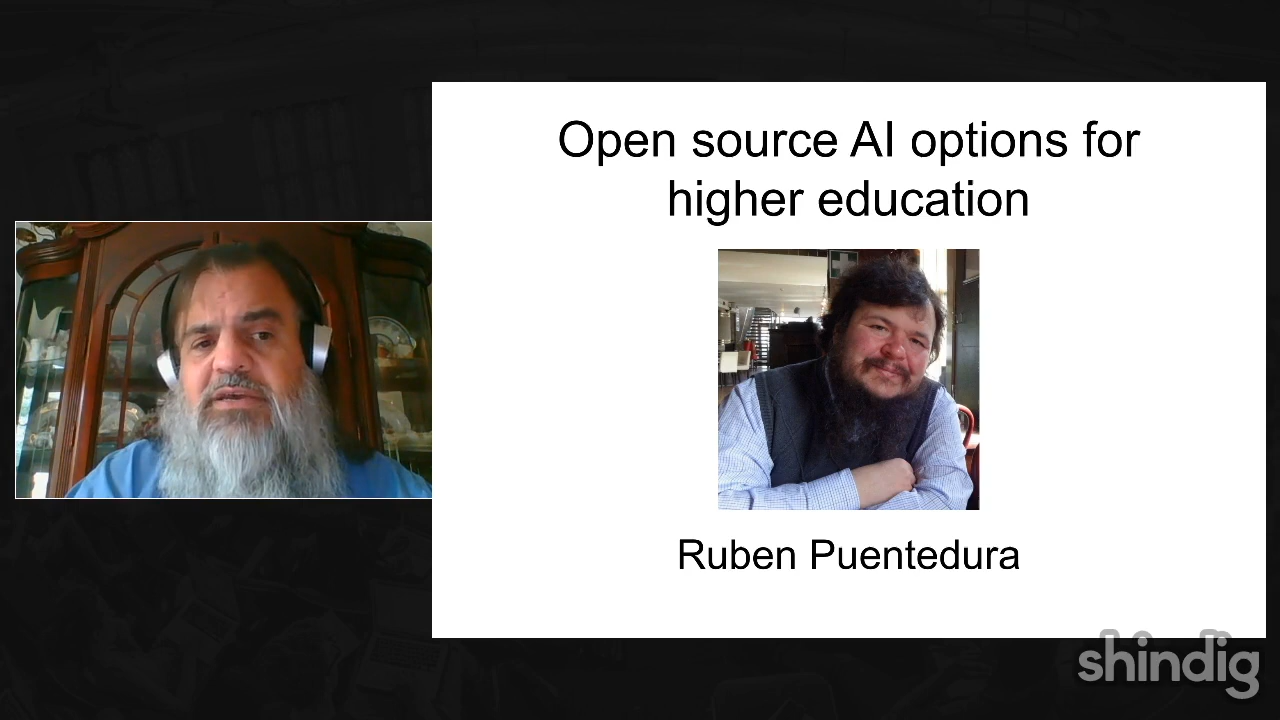 Open source AI options for
higher education
Ruben Puentedura
shindig